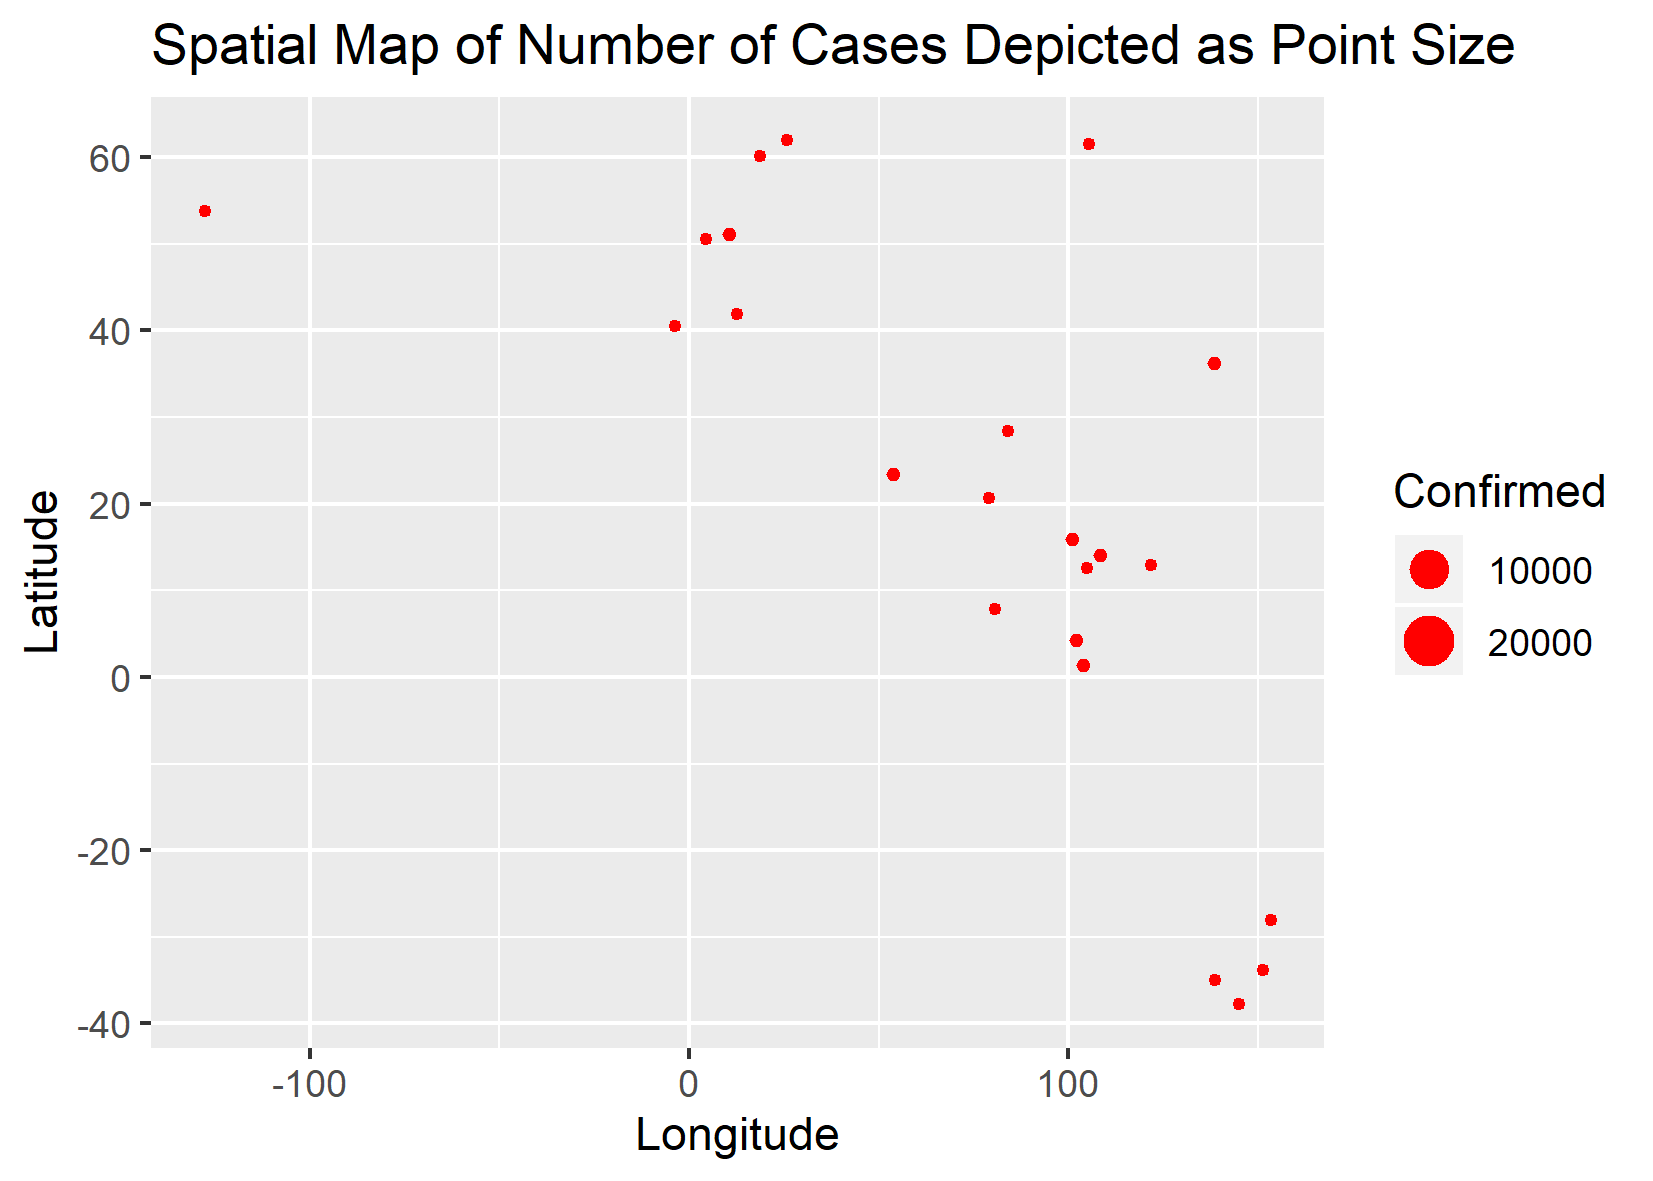 Spatial Map of Number of Cases Depicted as Point Size
60
40
20
0
-20
-40
Latitude
-100
0
100
Longitude
Confirmed
10000
20000